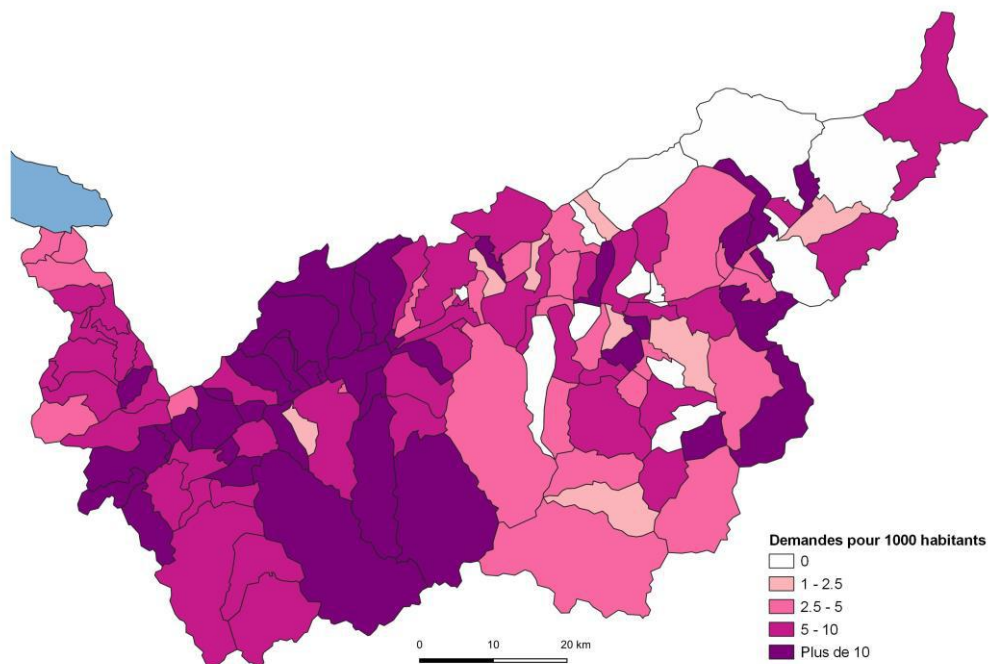 Demandes pour 1000 habitants
0
1 - 2.5
2.5 - 5
5 - 10
Plus de 10
0 10 20 km